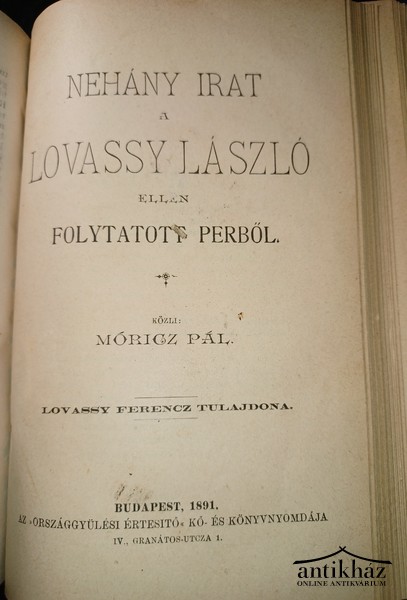 NEHÁNY IRAT
A
LOVASSY LÁSZLÓ
ELLEN
FOLYTATOTT PERBŐL.
KÖZLI:
MÓRICZ PÁL.
LOVASSY FERENCZ TULAJDONA.
BUDAPEST, 1891.
AZ »ORSZÁGGYÜLÉSI ÉRTESITŐ« KŐ- ÉS KÖNYVNYOMDÁJA
IV., GRANÁTOS-UTCZA 1.
antikház
ONLINE ANTIKVÁRIUM